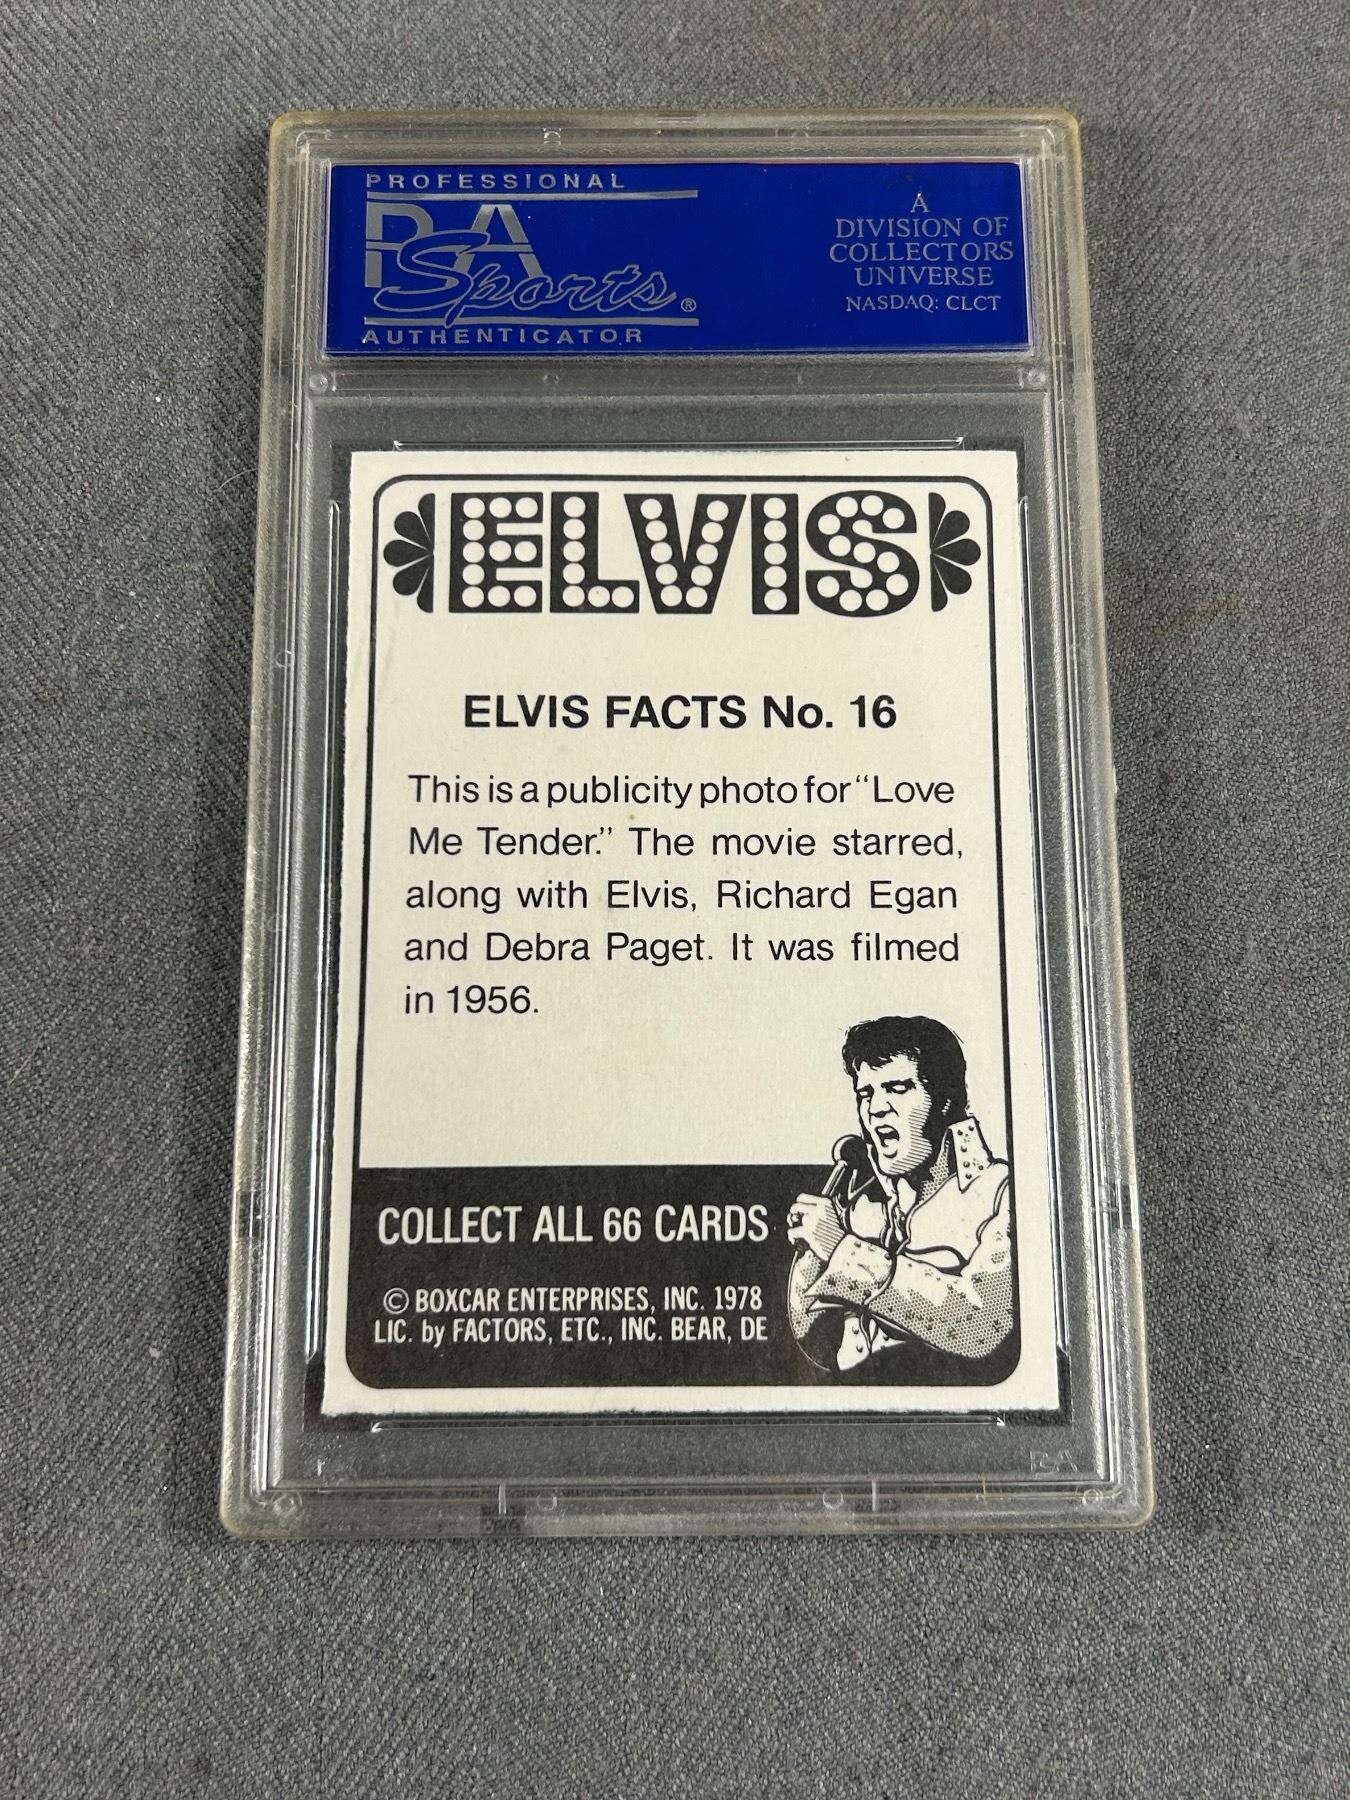 PROFESSIONAL
PSA
Sports®
AUTHENTICATOR
A
DIVISION OF
COLLECTORS
UNIVERSE
NASDAQ: CLCT
ELVIS
ELVIS FACTS No. 16
This is a publicity photo for "Love
Me Tender." The movie starred,
along with Elvis, Richard Egan
and Debra Paget. It was filmed
in 1956.
COLLECT ALL 66 CARDS
© BOXCAR ENTERPRISES, INC. 1978
LIC. by FACTORS, ETC., INC. BEAR, DE